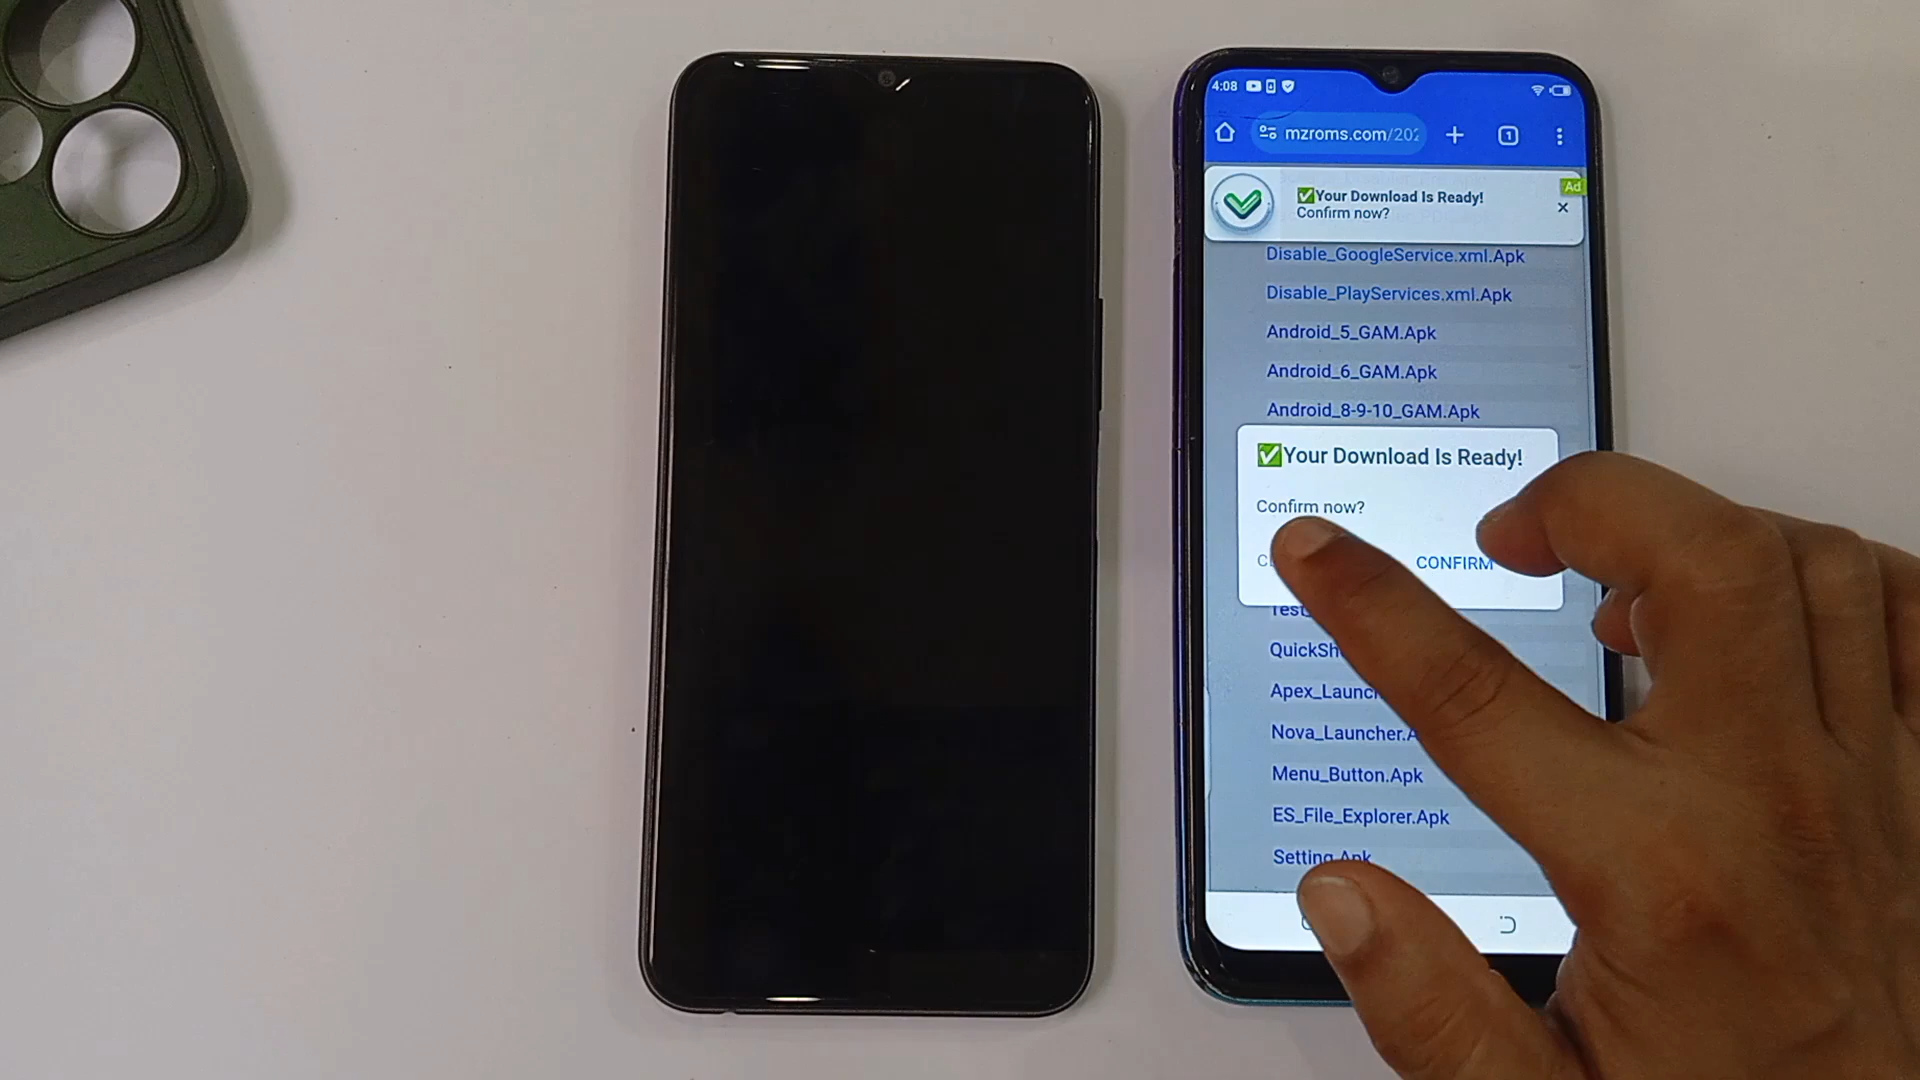 4:08
mzroms.com/202
Ad
✅Your Download Is Ready!
Confirm now?
Disable_GoogleService.xml.Apk
Disable_PlayServices.xml.Apk
Android_5_GAM.Apk
Android_6_GAM.Apk
Android_8-9-10_GAM.Apk
✅Your Download Is Ready!
Confirm now?
CONFIRM
Nova_Launcher.A
Menu_Button.Apk
ES_File_Explorer.Apk
Setting.Apk